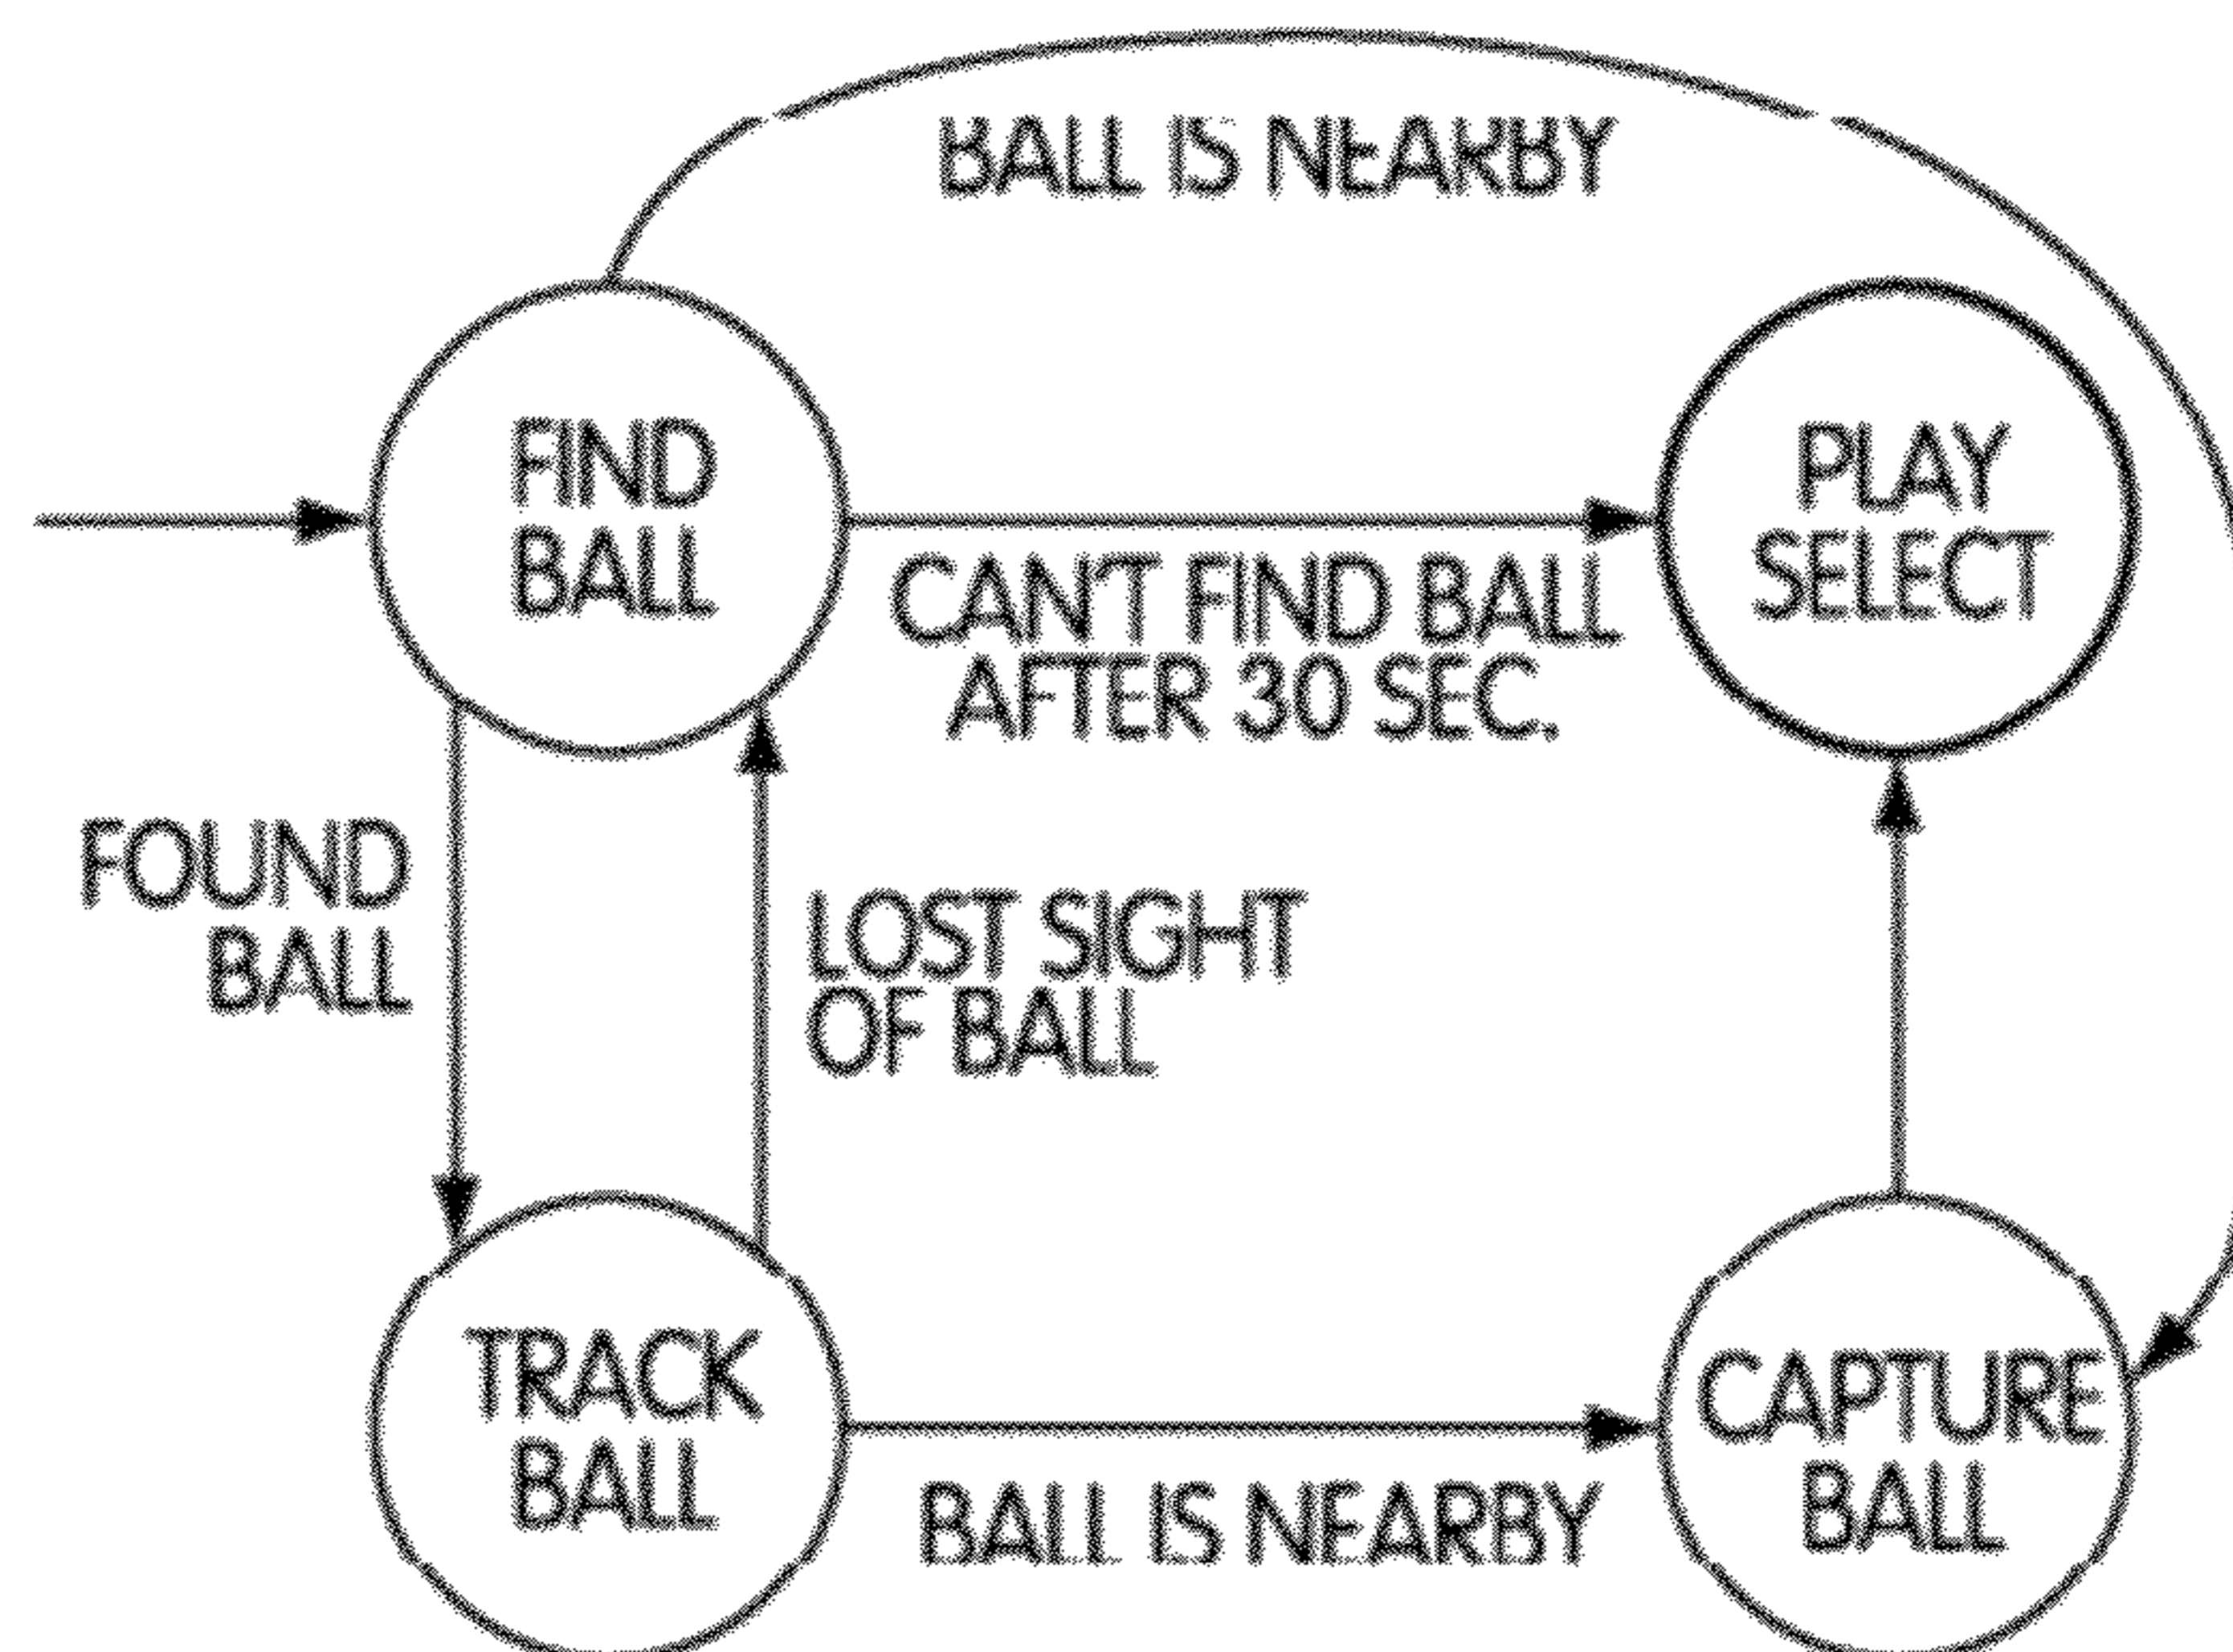 BALL IS NEARBY
FIND
BALL
PLAY
SELECT
CAN'T FIND BALL
AFTER 30 SEC.
FOUND
BALL
LOST SIGHT
OF BALL
TRACK
BALL
CAPTURE
BALL
BALL IS NEARBY